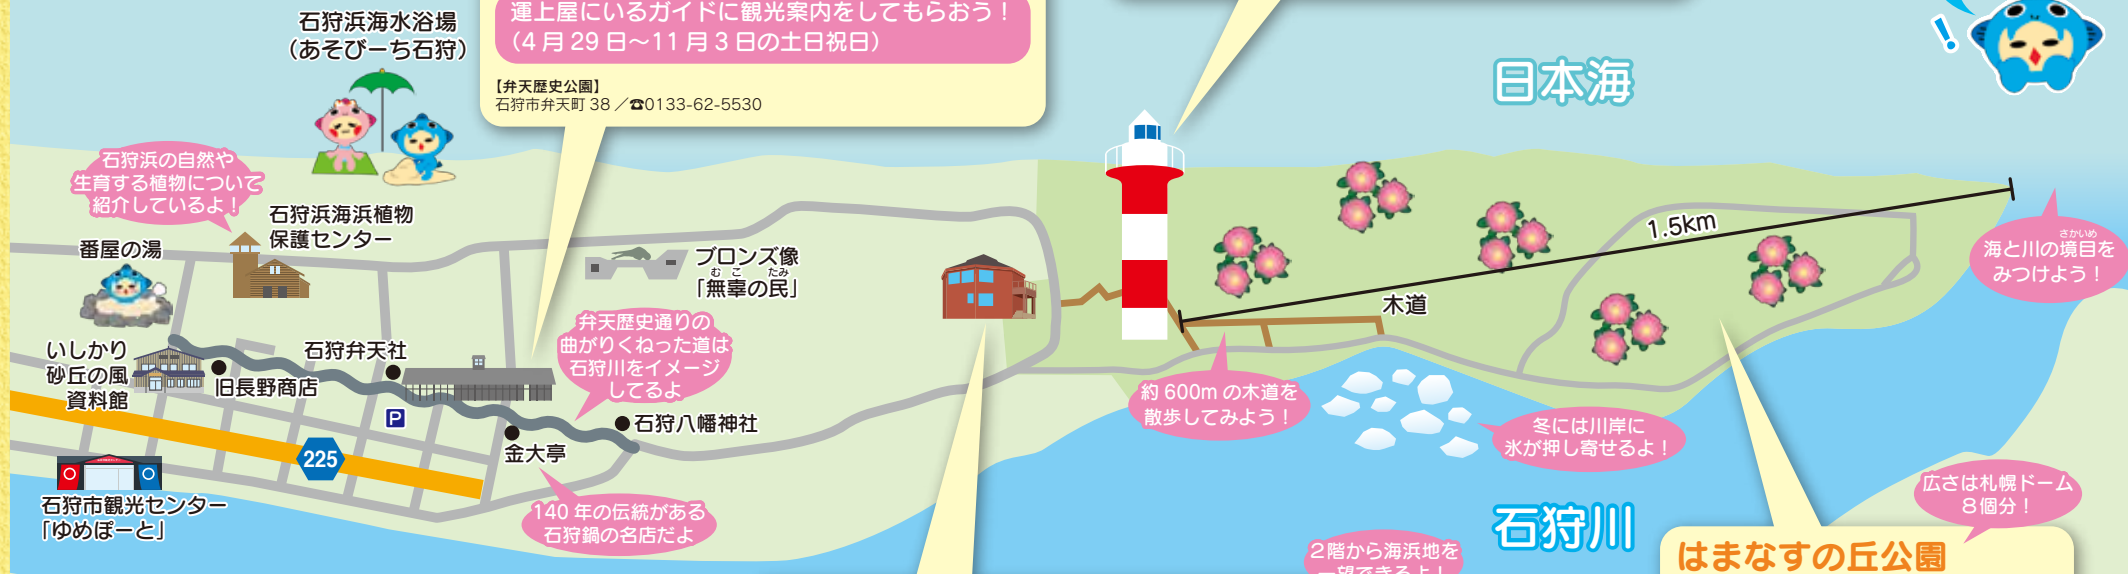 石狩浜海水浴場
(あそびーち石狩)
運上屋にいるガイドに観光案内をしてもらおう！
(4月29日〜11月3日の土日祝日)
【弁天歴史公園】
石狩市弁天町38／☎0133-62-5530
日本海
!
石狩浜の自然や
生育する植物について
紹介しているよ！
石狩浜海浜植物
保護センター
番屋の湯
ブロンズ像
む こ たみ
「無辜の民」
弁天歴史通りの
曲がりくねった道は
石狩川をイメージ
してるよ
いしかり
砂丘の風
資料館
旧長野商店
石狩弁天社
P
金大亭
石狩八幡神社
225
石狩市観光センター
「ゆめぽーと」
140年の伝統がある
石狩鍋の名店だよ
1.5km
木道
約600mの木道を
散歩してみよう！
さかいめ
海と川の境目を
みつけよう！
冬には川岸に
氷が押し寄せるよ！
石狩川
2階から海浜地を
一望できるよ！
広さは札幌ドーム
8個分！
はまなすの丘公園